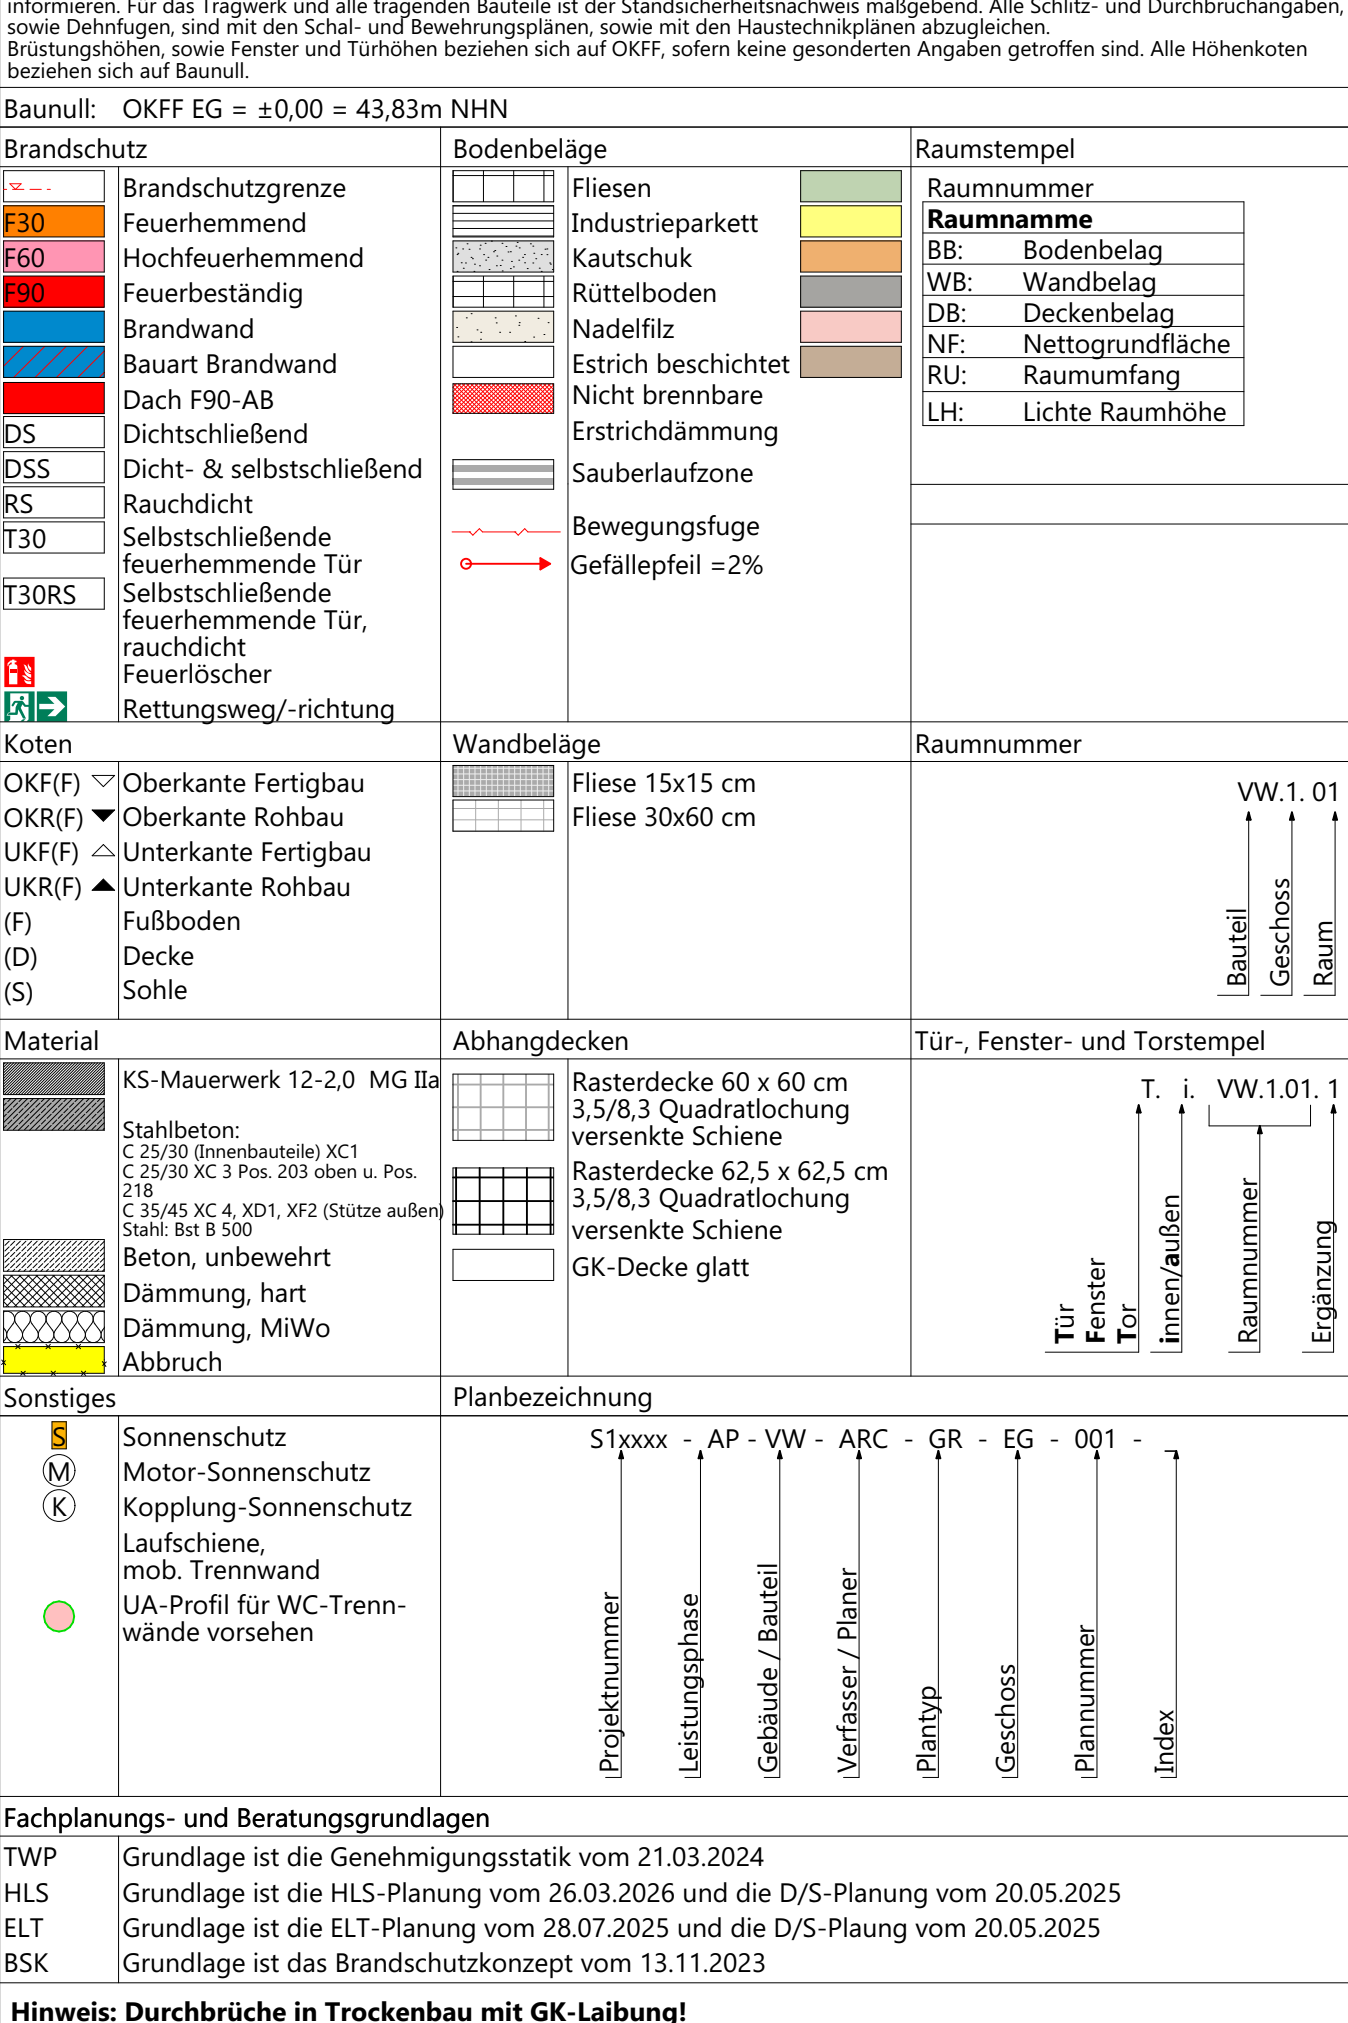 informieren. Für das Tragwerk und alle tragenden Bauteile ist der Standsicherheitsnachweis maßgebend. Alle Schlitz- und Durchbruchangaben,
sowie Dehnfugen, sind mit den Schal- und Bewehrungsplänen, sowie mit den Haustechnikplänen abzugleichen.
Brüstungshöhen, sowie Fenster und Türhöhen beziehen sich auf OKFF, sofern keine gesonderten Angaben getroffen sind. Alle Höhenkoten
beziehen sich auf Baunull.
Baunull: OKFF EG = ±0,00 = 43,83m NHN
Brandschutz
Brandschutzgrenze
F30 Feuerhemmend
F60 Hochfeuerhemmend
F90 Feuerbeständig
Brandwand
Bauart Brandwand
Dach F90-AB
DS Dichtschließend
DSS Dicht- & selbstschließend
RS Rauchdicht
T30 Selbstschließende
feuerhemmende Tür
T30RS Selbstschließende
feuerhemmende Tür,
rauchdicht
Feuerlöscher
Rettungsweg/-richtung
Bodenbeläge
Fliesen
Industrieparkett
Kautschuk
Rüttelboden
Nadelfilz
Estrich beschichtet
Nicht brennbare
Erstrichdämmung
Sauberlaufzone
Bewegungsfuge
Gefällepfeil =2%
Raumstempel
Raumnummer
Raumnamme
BB: Bodenbelag
WB: Wandbelag
DB: Deckenbelag
NF: Nettogrundfläche
RU: Raumumfang
LH: Lichte Raumhöhe
Koten
OKF(F) Oberkante Fertigbau
OKR(F) Oberkante Rohbau
UKF(F) Unterkante Fertigbau
UKR(F) Unterkante Rohbau
(F) Fußboden
(D) Decke
(S) Sohle
Wandbeläge
Fliese 15x15 cm
Fliese 30x60 cm
Raumnummer
VW.1. 01
Bauteil
Geschoss
Raum
Material
KS-Mauerwerk 12-2,0 MG IIa
Stahlbeton:
C 25/30 (Innenbauteile) XC1
C 25/30 XC 3 Pos. 203 oben u. Pos.
218
C 35/45 XC 4, XD1, XF2 (Stütze außen)
Stahl: Bst B 500
Beton, unbewehrt
Dämmung, hart
Dämmung, MiWo
Abbruch
Abhangdecken
Rasterdecke 60 x 60 cm
3,5/8,3 Quadratlochung
versenkte Schiene
Rasterdecke 62,5 x 62,5 cm
3,5/8,3 Quadratlochung
versenkte Schiene
GK-Decke glatt
Tür-, Fenster- und Torstempel
T. i. VW.1.01. 1
Tür
Fenster
Tor
innen/außen
Raumnummer
Ergänzung
Sonstiges
S Sonnenschutz
M Motor-Sonnenschutz
K Kopplung-Sonnenschutz
Laufschiene,
mob. Trennwand
UA-Profil für WC-Trenn-
wände vorsehen
Planbezeichnung
S1xxxx - AP - VW - ARC - GR - EG - 001 - _
Projektnummer
Leistungsphase
Gebäude / Bauteil
Verfasser / Planer
Plantyp
Geschoss
Plannummer
Index
Fachplanungs- und Beratungsgrundlagen
TWP Grundlage ist die Genehmigungsstatik vom 21.03.2024
HLS Grundlage ist die HLS-Planung vom 26.03.2026 und die D/S-Planung vom 20.05.2025
ELT Grundlage ist die ELT-Planung vom 28.07.2025 und die D/S-Plaung vom 20.05.2025
BSK Grundlage ist das Brandschutzkonzept vom 13.11.2023
Hinweis: Durchbrüche in Trockenbau mit GK-Laibung!